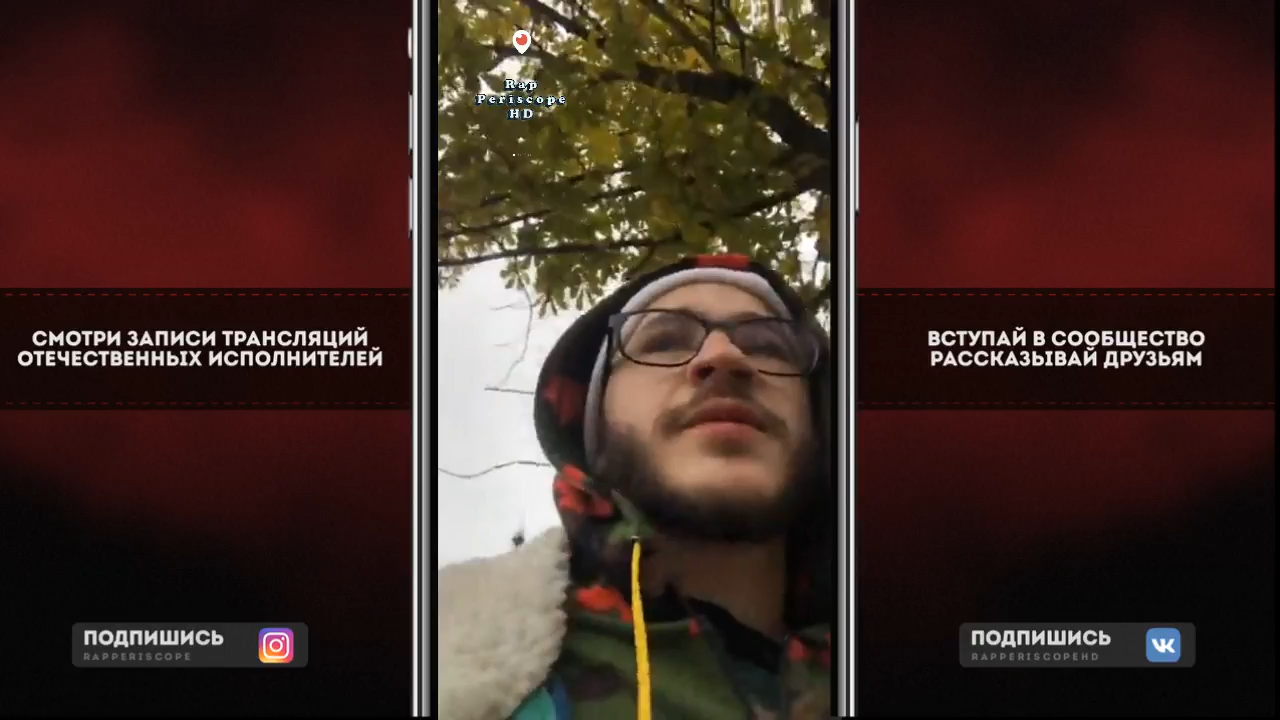 Rap
Periscope
HD
СМОТРИ ЗАПИСИ ТРАНСЛЯЦИЙ
ОТЕЧЕСТВЕННЫХ ИСПОЛНИТЕЛЕЙ
ВСТУПАЙ В СООБЩЕСТВО
РАССКАЗЫВАЙ ДРУЗЬЯМ
ПОДПИШИСЬ
RAPPERISCOPE
ПОДПИШИСЬ
RAPPERISCOPEHD